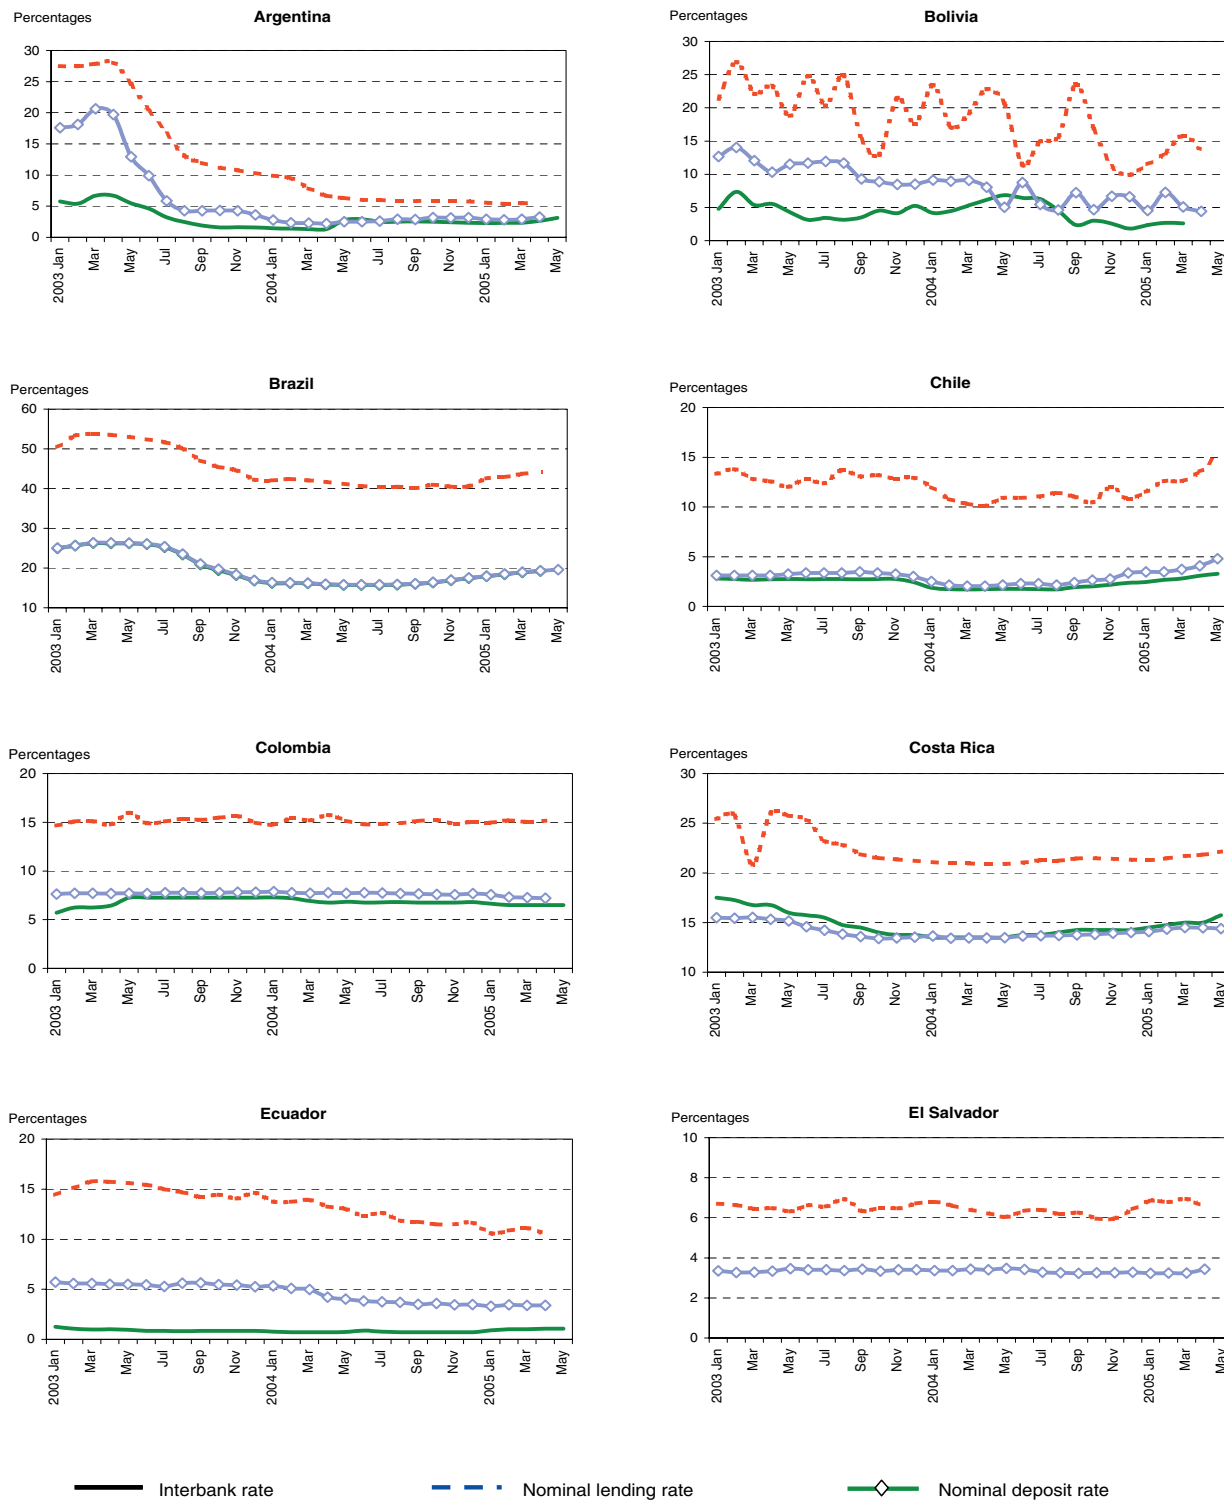 Percentages
Argentina
30
25
20
15
10
5
0
2003 Jan
Mar
May
Jul
Sep
Nov
2004 Jan
Mar
May
Jul
Sep
Nov
2005 Jan
Mar
May
Percentages
Bolivia
30
25
20
15
10
5
0
2003 Jan
Mar
May
Jul
Sep
Nov
2004 Jan
Mar
May
Jul
Sep
Nov
2005 Jan
Mar
May
Percentages
Brazil
60
50
40
30
20
10
2003 Jan
Mar
May
Jul
Sep
Nov
2004 Jan
Mar
May
Jul
Sep
Nov
2005 Jan
Mar
May
Percentages
Chile
20
15
10
5
0
2003 Jan
Mar
May
Jul
Sep
Nov
2004 Jan
Mar
May
Jul
Sep
Nov
2005 Jan
Mar
May
Percentages
Colombia
20
15
10
5
0
2003 Jan
Mar
May
Jul
Sep
Nov
2004 Jan
Mar
May
Jul
Sep
Nov
2005 Jan
Mar
May
Percentages
Costa Rica
30
25
20
15
10
2003 Jan
Mar
May
Jul
Sep
Nov
2004 Jan
Mar
May
Jul
Sep
Nov
2005 Jan
Mar
May
Percentages
Ecuador
20
15
10
5
0
2003 Jan
Mar
May
Jul
Sep
Nov
2004 Jan
Mar
May
Jul
Sep
Nov
2005 Jan
Mar
May
Percentages
El Salvador
10
8
6
4
2
0
2003 Jan
Mar
May
Jul
Sep
Nov
2004 Jan
Mar
May
Jul
Sep
Nov
2005 Jan
Mar
May
Interbank rate
Nominal lending rate
Nominal deposit rate